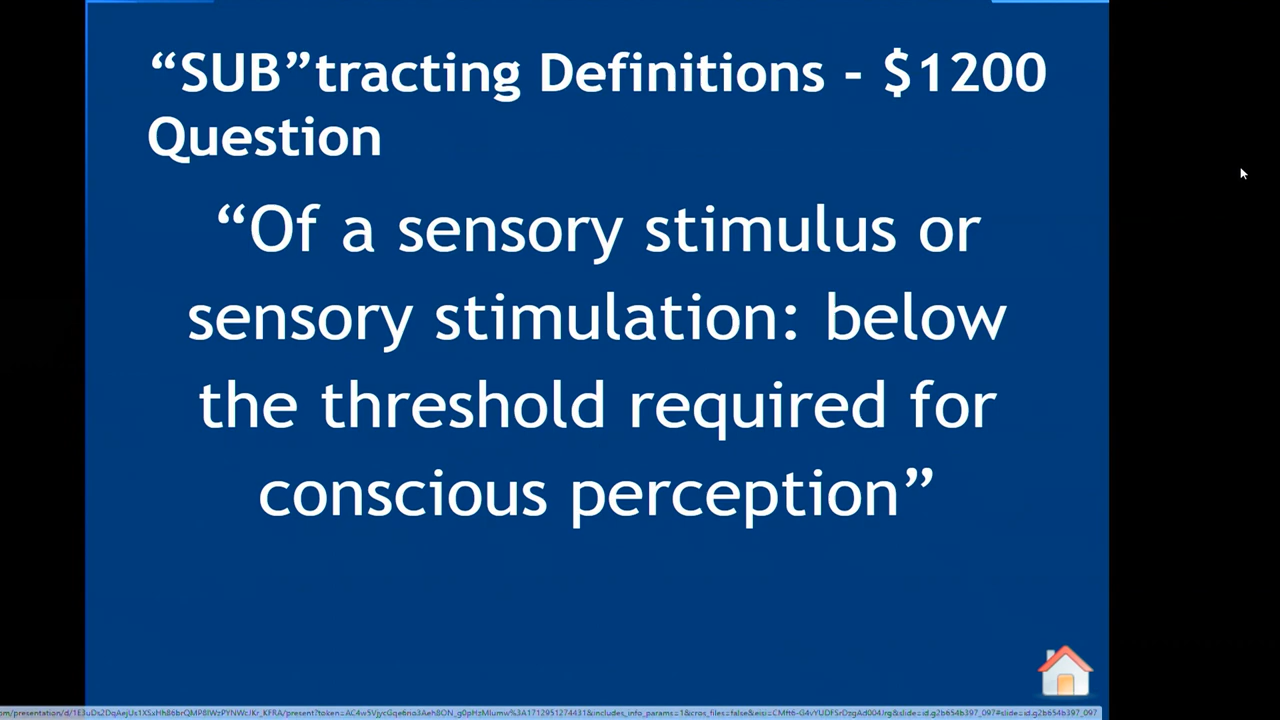 “SUB”tracting Definitions - $1200
Question
“Of a sensory stimulus or
sensory stimulation: below
the threshold required for
conscious perception”